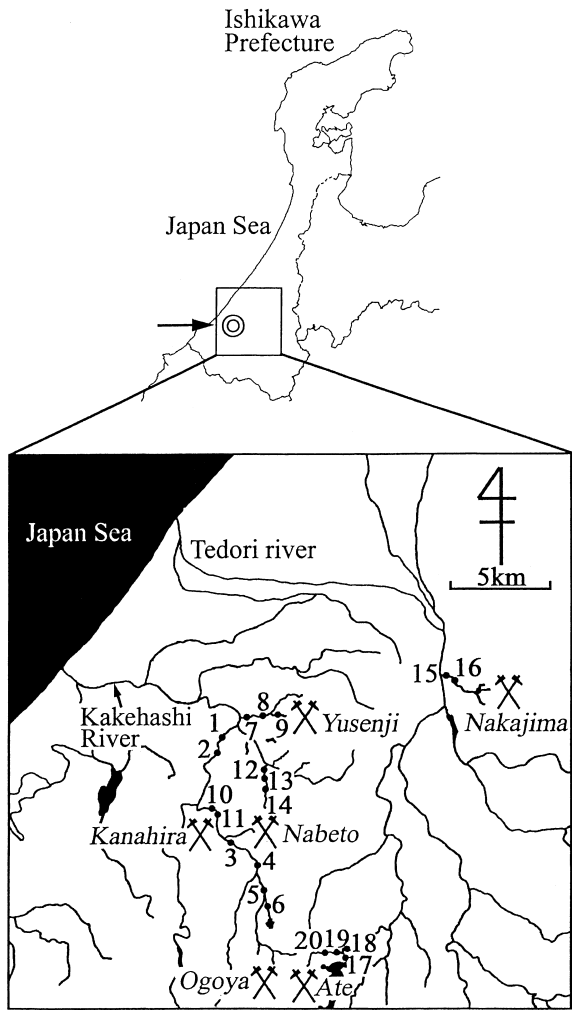 Ishikawa
Prefecture
Japan Sea
Japan Sea
Tedori river
5km
15 16
Nakajima
Kakehashi
River
1
2
7 8 9
Yusenji
12
13
14
10
11
Kanahira
Nabeto
3
4
5
6
20 19 18
17
Ogoya
Ate